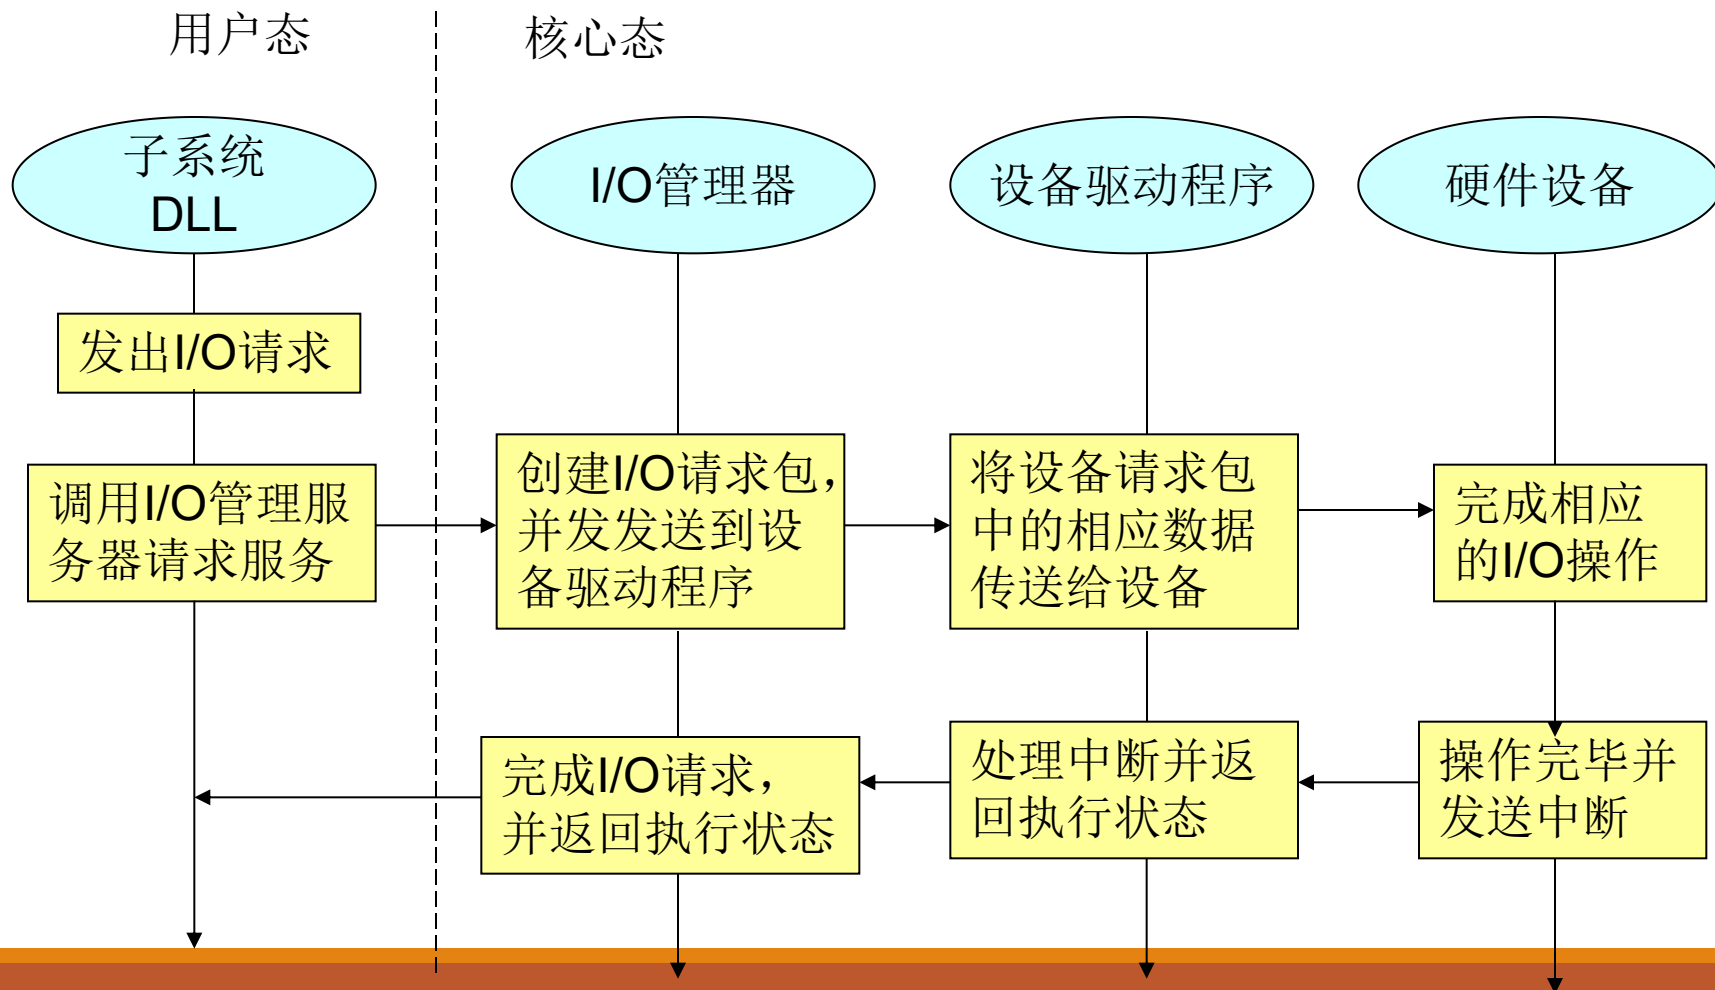 用户态
核心态
子系统
DLL
I/O管理器
设备驱动程序
硬件设备
发出I/O请求
调用I/O管理服
务器请求服务
创建I/O请求包，
并发发送到设
备驱动程序
将设备请求包
中的相应数据
传送给设备
完成相应
的I/O操作
完成I/O请求，
并返回执行状态
处理中断并返
回执行状态
操作完毕并
发送中断